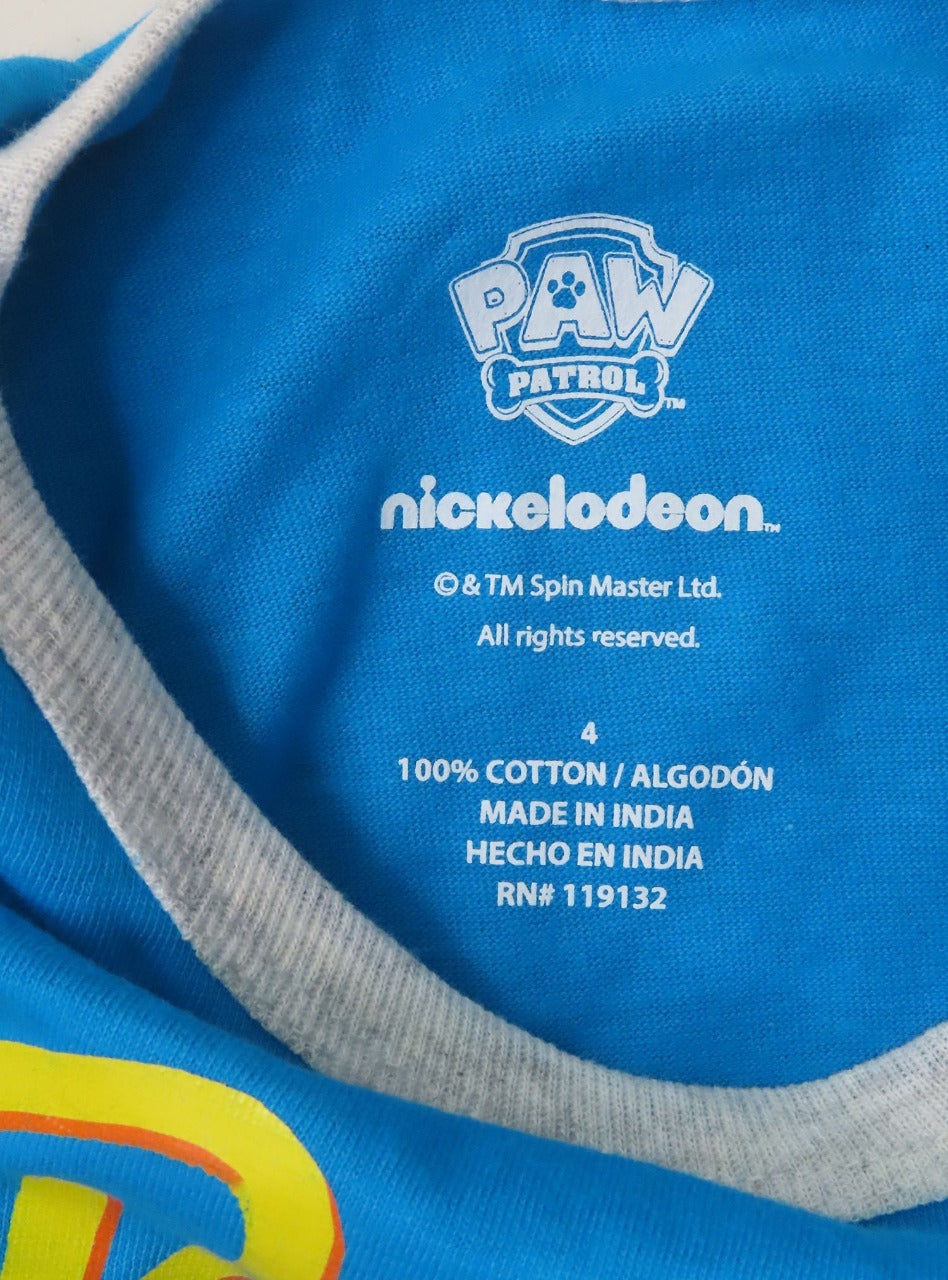 PAW
PATROL
TM
nickelodeon
TM
© & TM Spin Master Ltd.
All rights reserved.
4
100% COTTON / ALGODÓN
MADE IN INDIA
HECHO EN INDIA
RN# 119132